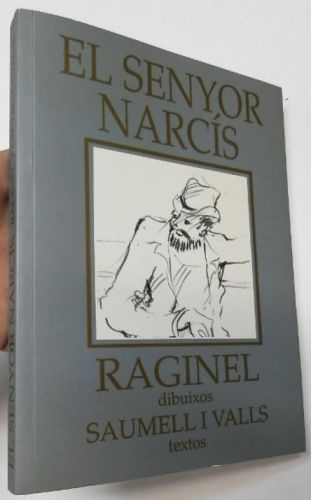 EL SENYOR
NARCÍS
RAGINEL
dibuixos
SAUMELL I VALLS
textos